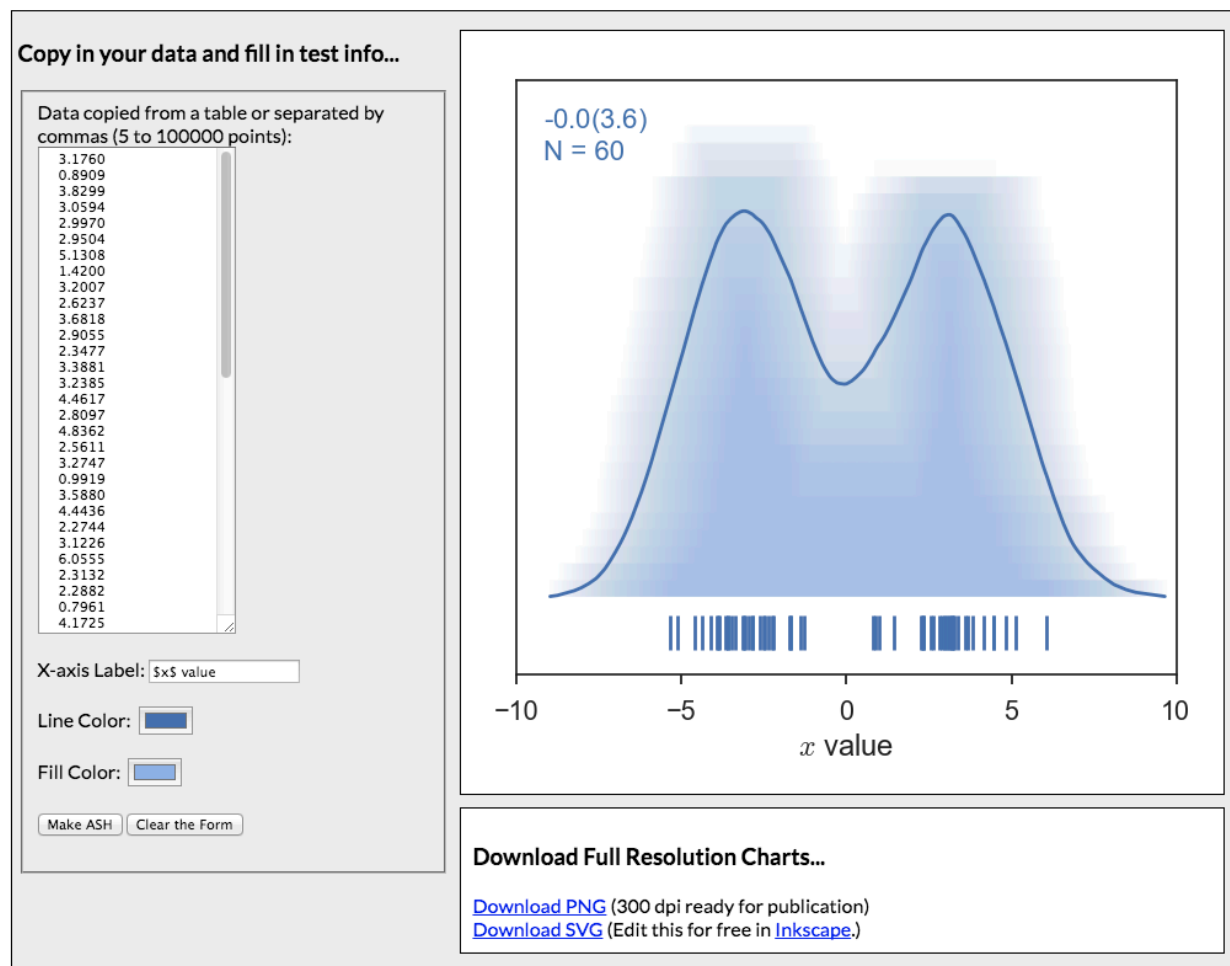 Copy in your data and fill in test info...
Data copied from a table or separated by
commas (5 to 100000 points):
3.1760
0.8909
3.8299
3.0594
2.9970
2.9504
5.1308
1.4200
3.2007
2.6237
3.6818
2.9055
2.3477
3.3881
3.2385
4.4617
2.8097
4.8362
2.5611
3.2747
0.9919
3.5880
4.4436
2.2744
3.1226
6.0555
2.3132
2.2882
0.7961
4.1725
X-axis Label: $x$ value
Line Color:
Fill Color:
Make ASH Clear the Form
-0.0(3.6)
N = 60
−10 −5 0 5 10
x value
Download Full Resolution Charts...
Download PNG (300 dpi ready for publication)
Download SVG (Edit this for free in Inkscape.)